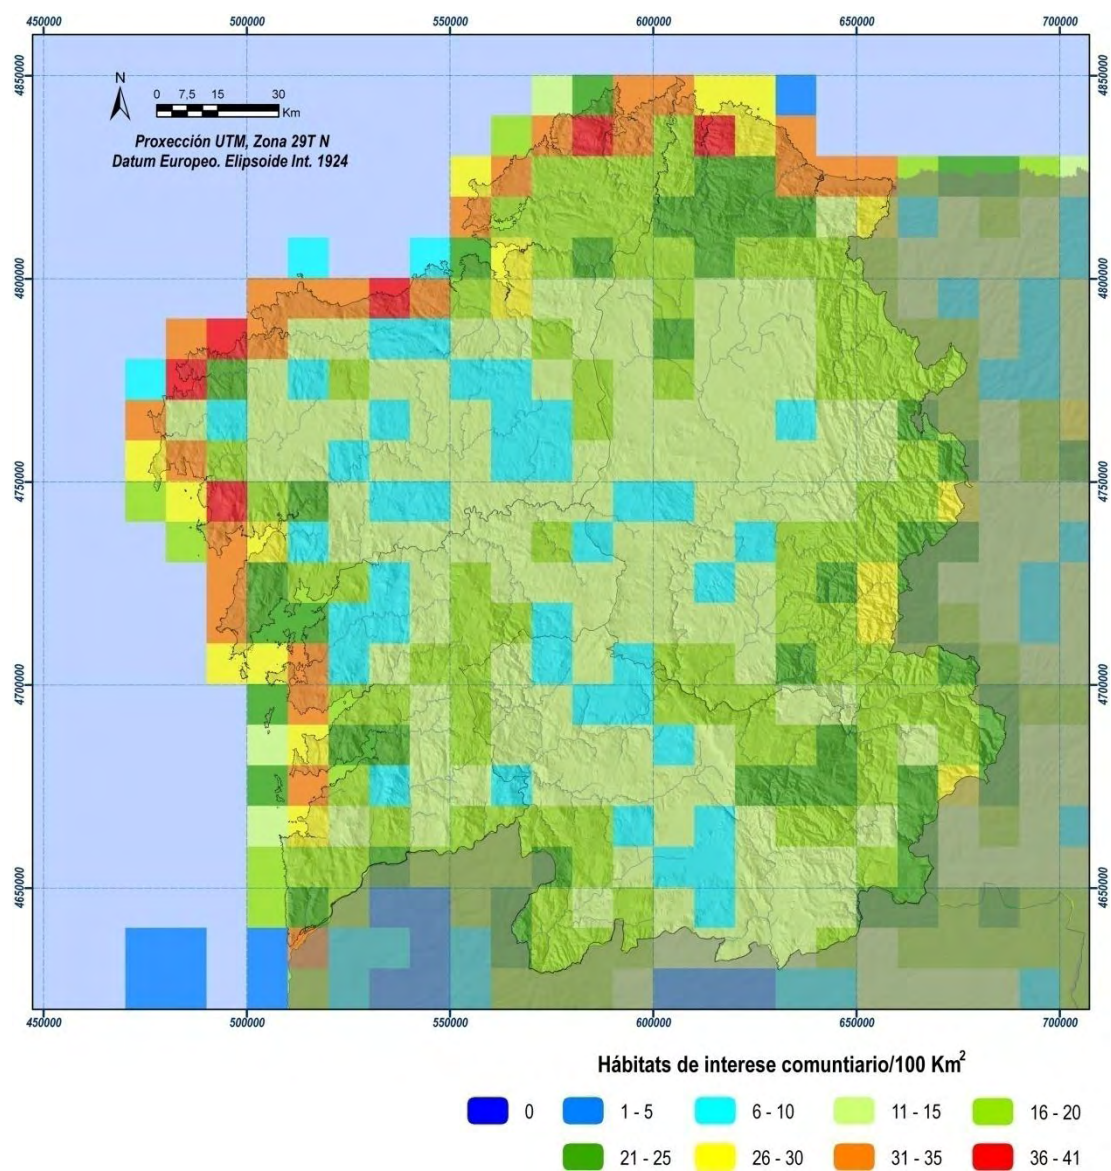 450000 500000 550000 600000 650000 700000
4850000 4850000
N
0 7,5 15 30
Km
Proxección UTM, Zona 29T N
Datum Europeo. Elipsoide Int. 1924
4800000 4800000
4750000 4750000
4700000 4700000
4650000 4650000
450000 500000 550000 600000 650000 700000
Hábitats de interese comuntiario/100 Km²
0 1 - 5 6 - 10 11 - 15 16 - 20
21 - 25 26 - 30 31 - 35 36 - 41